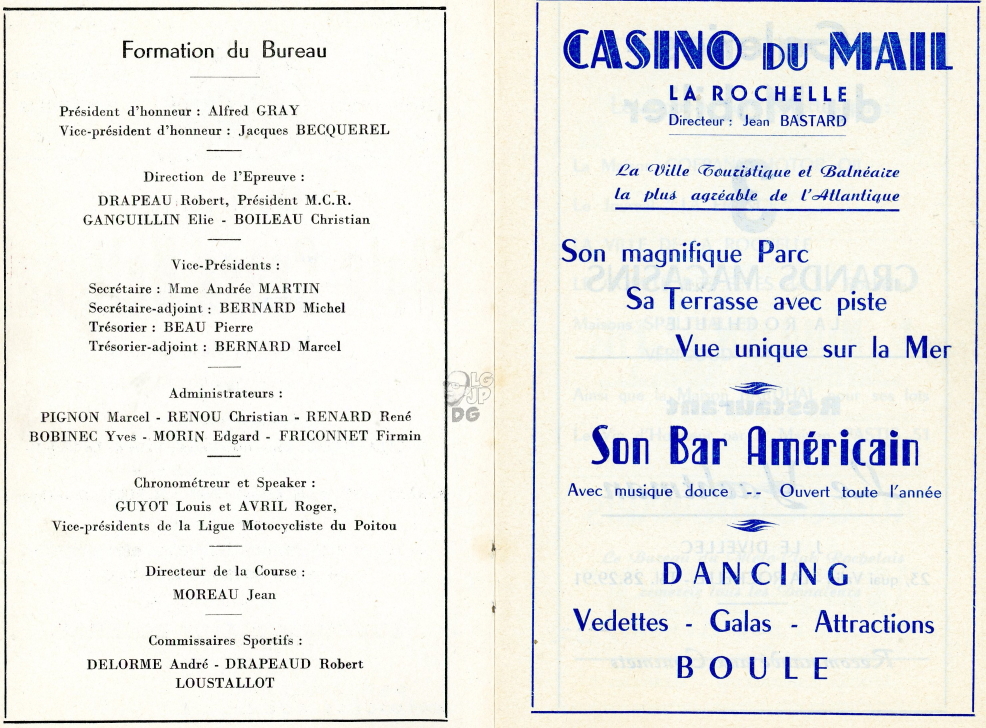 Formation du Bureau
Président d'honneur : Alfred GRAY
Vice-président d'honneur : Jacques BECQUEREL
Direction de l'Epreuve :
DRAPEAU Robert, Président M.C.R.
GANGUILLIN Elie - BOILEAU Christian
Vice-Présidents :
Secrétaire : Mme Andrée MARTIN
Secrétaire-adjoint : BERNARD Michel
Trésorier : BEAU Pierre
Trésorier-adjoint : BERNARD Marcel
Administrateurs :
PIGNON Marcel - RENOU Christian - RENARD René
BOBINEC Yves - MORIN Edgard - FRICONNET Firmin
Chronométreur et Speaker :
GUYOT Louis et AVRIL Roger,
Vice-présidents de la Ligue Motocycliste du Poitou
Directeur de la Course :
MOREAU Jean
Commissaires Sportifs :
DELORME André - DRAPEAUD Robert
LOUSTALLOT
LG
JP
DG
CASINO DU MAIL
LA ROCHELLE
Directeur : Jean BASTARD
La Ville Touristique et Balnéaire
la plus agréable de l'Atlantique
Son magnifique Parc
Sa Terrasse avec piste
Vue unique sur la Mer
Son Bar Américain
Avec musique douce -- Ouvert toute l'année
DANCING
Vedettes - Galas - Attractions
BOULE